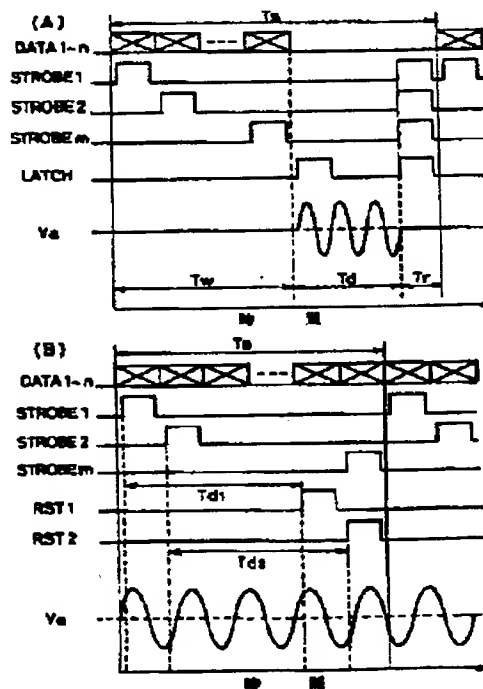 (A)
Ts
DATA 1~n
STROBE 1
STROBE 2
STROBE m
LATCH
Va
Tw Td Tr
(B)
Ts
DATA 1~n
STROBE 1
STROBE 2
STROBE m
Td1
RST 1
RST 2
Td2
Va